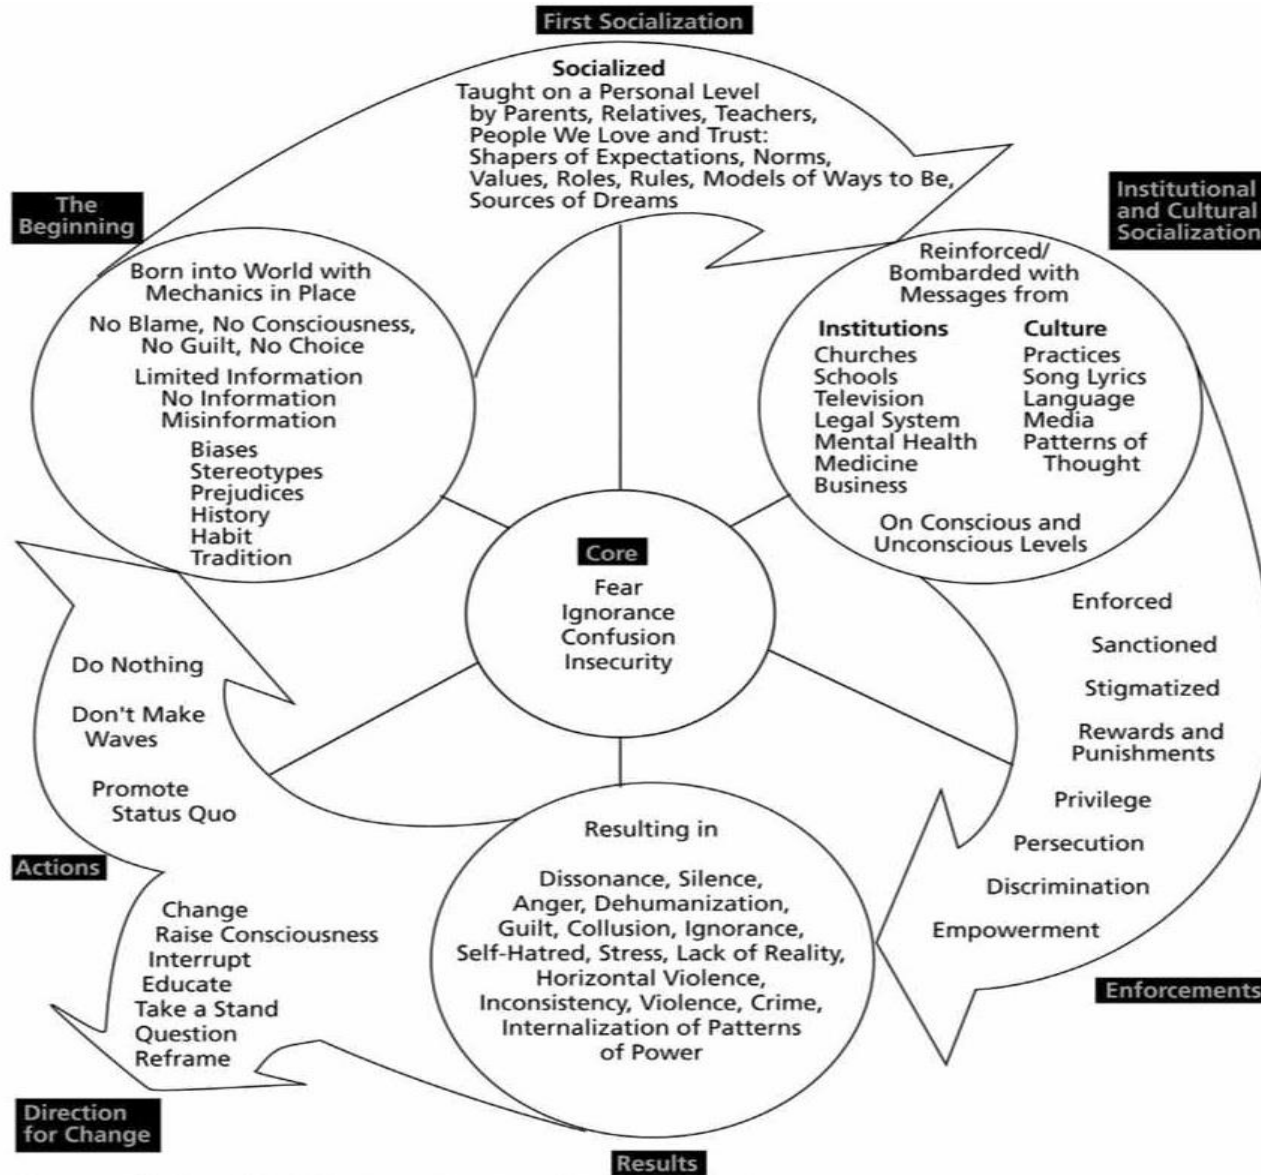 First Socialization
Socialized
Taught on a Personal Level
by Parents, Relatives, Teachers,
People We Love and Trust:
Shapers of Expectations, Norms,
Values, Roles, Rules, Models of Ways to Be,
Sources of Dreams
The
Beginning
Born into World with
Mechanics in Place
No Blame, No Consciousness,
No Guilt, No Choice
Limited Information
No Information
Misinformation
Biases
Stereotypes
Prejudices
History
Habit
Tradition
Institutional
and Cultural
Socialization
Reinforced/
Bombarded with
Messages from
Institutions
Churches
Schools
Television
Legal System
Mental Health
Medicine
Business
Culture
Practices
Song Lyrics
Language
Media
Patterns of
Thought
On Conscious and
Unconscious Levels
Core
Fear
Ignorance
Confusion
Insecurity
Enforced
Sanctioned
Stigmatized
Rewards and
Punishments
Privilege
Persecution
Discrimination
Empowerment
Enforcements
Resulting in
Dissonance, Silence,
Anger, Dehumanization,
Guilt, Collusion, Ignorance,
Self-Hatred, Stress, Lack of Reality,
Horizontal Violence,
Inconsistency, Violence, Crime,
Internalization of Patterns
of Power
Results
Do Nothing
Don't Make
Waves
Promote
Status Quo
Actions
Change
Raise Consciousness
Interrupt
Educate
Take a Stand
Question
Reframe
Direction
for Change